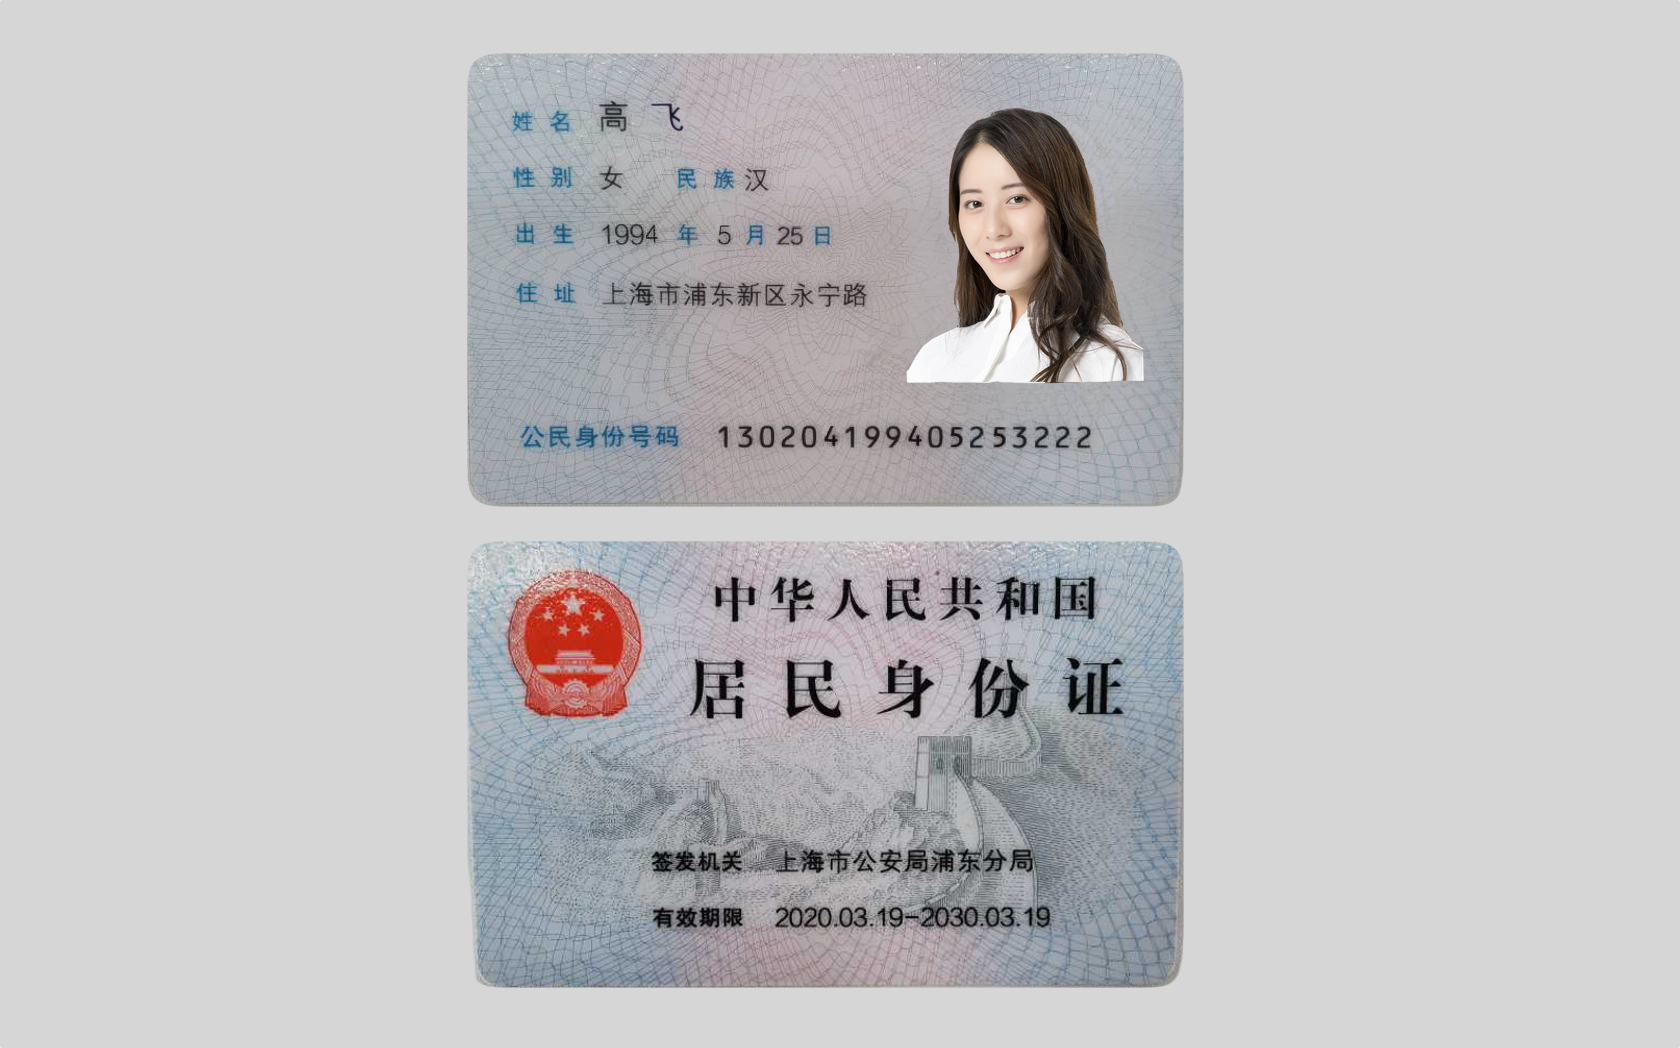 姓名 高飞
性别 女 民族 汉
出生 1994 年 5 月 25 日
住址 上海市浦东新区永宁路
公民身份号码 130204199405253222
中华人民共和国
居民身份证
签发机关 上海市公安局浦东分局
有效期限 2020.03.19-2030.03.19